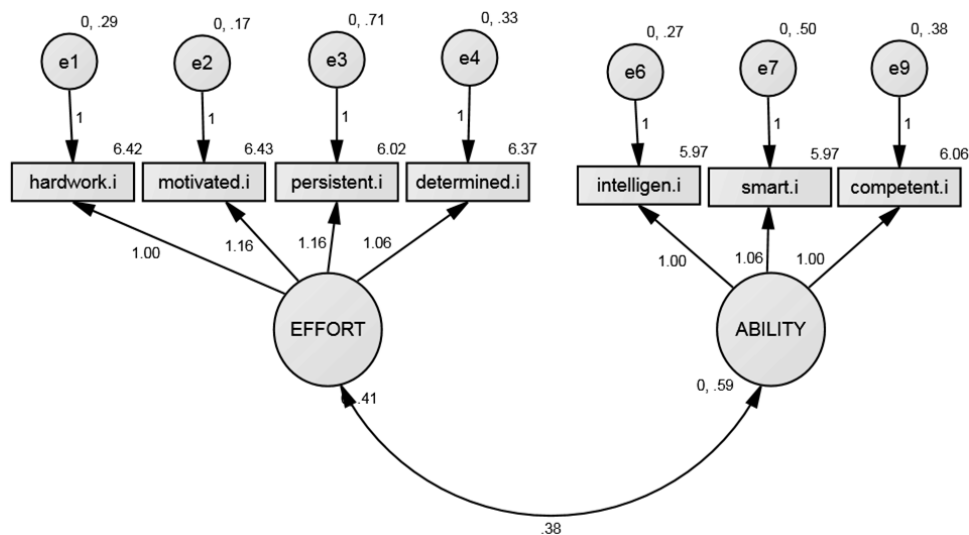 0, .29
0, .17
0, .71
0, .33
0, .27
0, .50
0, .38
e1
e2
e3
e4
e6
e7
e9
1
1
1
1
1
1
1
6.42
6.43
6.02
6.37
5.97
5.97
6.06
hardwork.i
motivated.i
persistent.i
determined.i
intelligen.i
smart.i
competent.i
1.00
1.16
1.16
1.06
1.00
1.06
1.00
EFFORT
ABILITY
.41
0, .59
.38